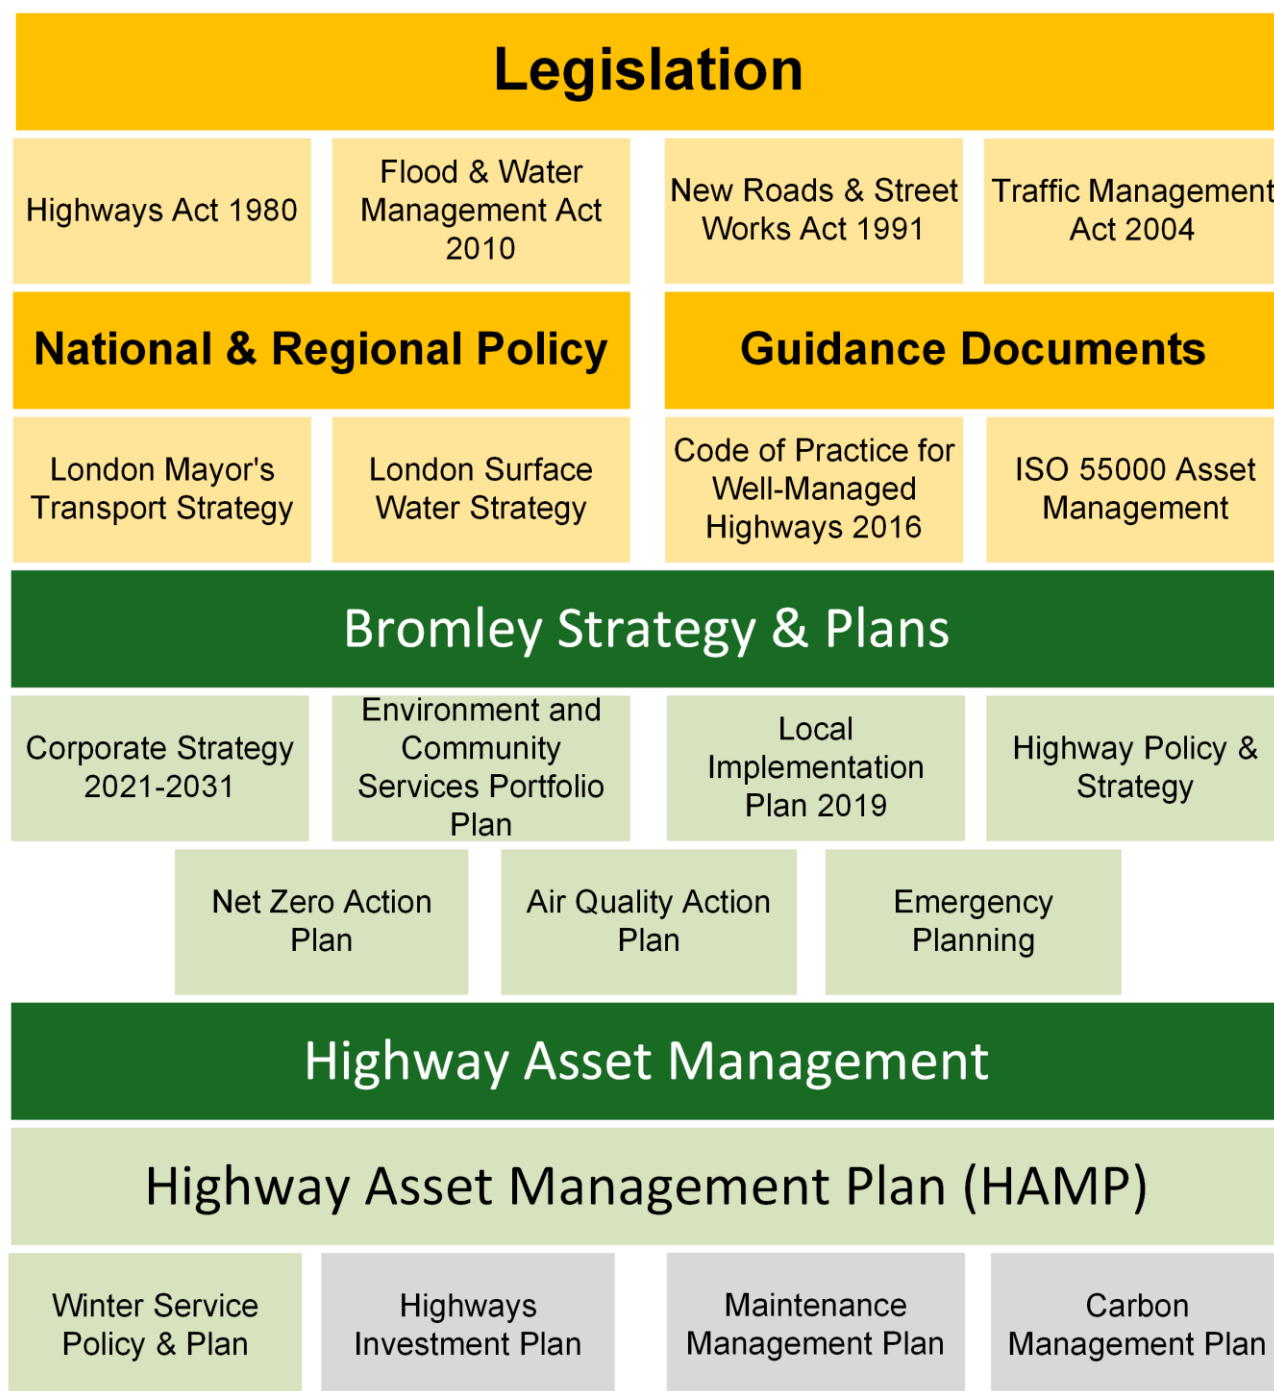 Legislation
Highways Act 1980
Flood & Water
Management Act
2010
New Roads & Street
Works Act 1991
Traffic Management
Act 2004
National & Regional Policy
Guidance Documents
London Mayor's
Transport Strategy
London Surface
Water Strategy
Code of Practice for
Well-Managed
Highways 2016
ISO 55000 Asset
Management
Bromley Strategy & Plans
Corporate Strategy
2021-2031
Environment and
Community
Services Portfolio
Plan
Local
Implementation
Plan 2019
Highway Policy &
Strategy
Net Zero Action
Plan
Air Quality Action
Plan
Emergency
Planning
Highway Asset Management
Highway Asset Management Plan (HAMP)
Winter Service
Policy & Plan
Highways
Investment Plan
Maintenance
Management Plan
Carbon
Management Plan